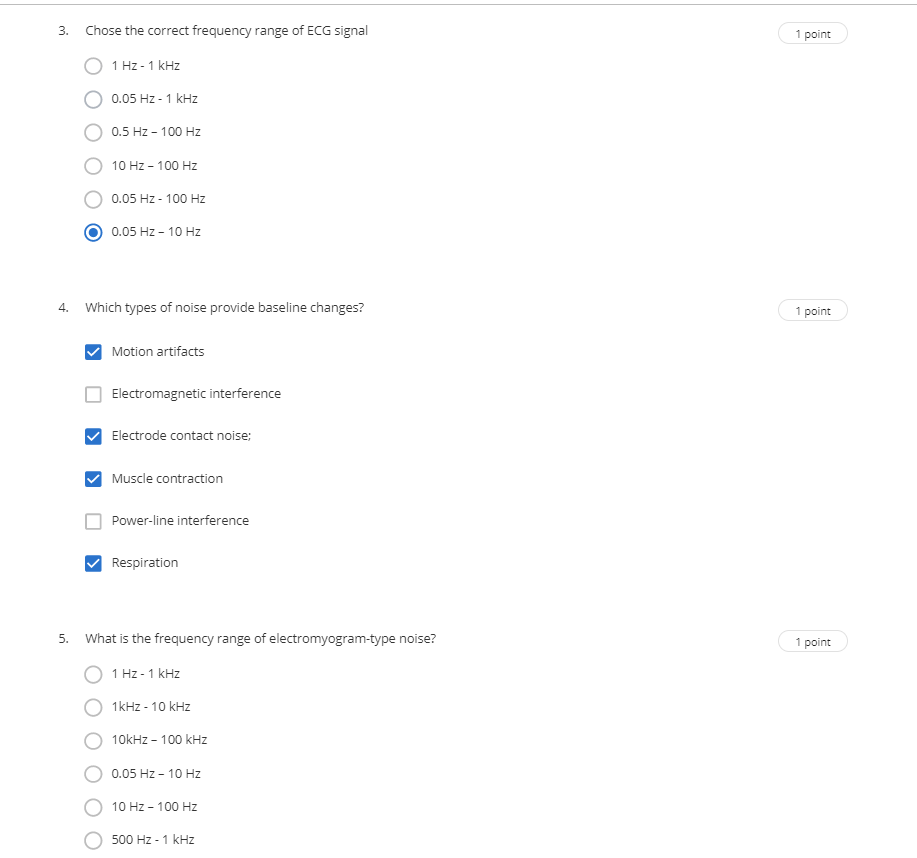 3. Chose the correct frequency range of ECG signal
1 point
1 Hz - 1 kHz
0.05 Hz - 1 kHz
0.5 Hz – 100 Hz
10 Hz – 100 Hz
0.05 Hz - 100 Hz
0.05 Hz – 10 Hz
4. Which types of noise provide baseline changes?
1 point
Motion artifacts
Electromagnetic interference
Electrode contact noise;
Muscle contraction
Power-line interference
Respiration
5. What is the frequency range of electromyogram-type noise?
1 point
1 Hz - 1 kHz
1kHz - 10 kHz
10kHz – 100 kHz
0.05 Hz – 10 Hz
10 Hz – 100 Hz
500 Hz - 1 kHz